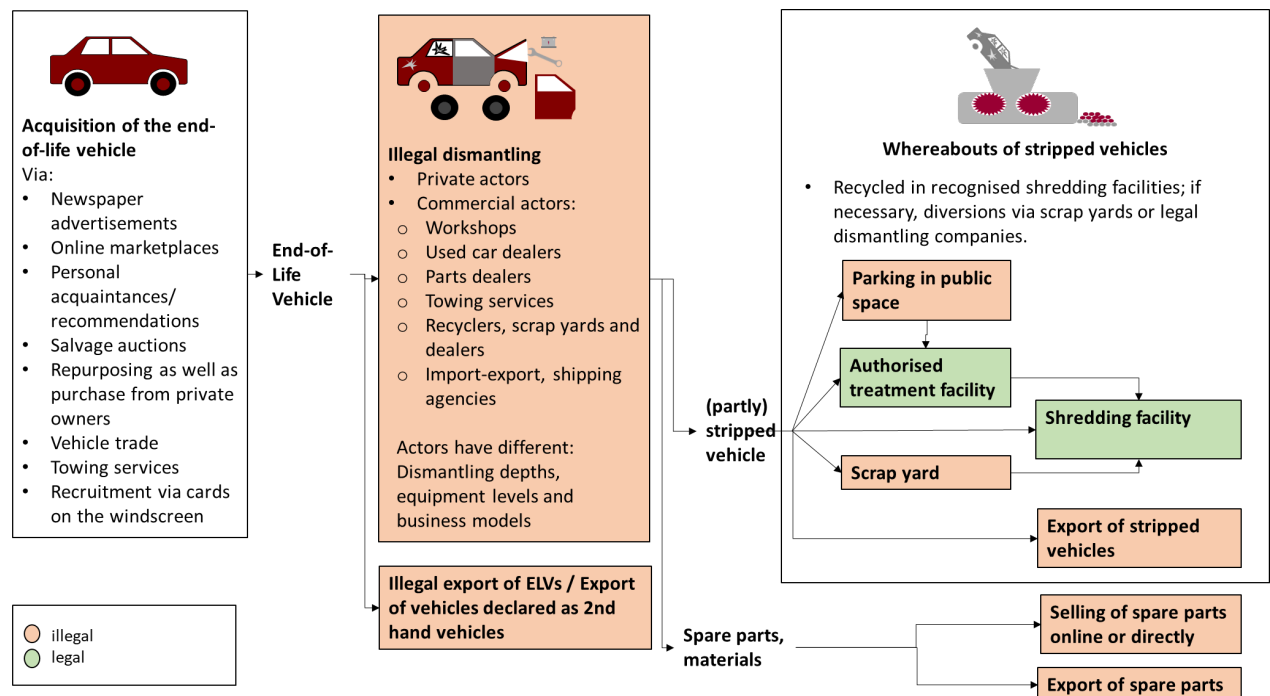 Acquisition of the end-
of-life vehicle
Via:
• Newspaper
advertisements
• Online marketplaces
• Personal
acquaintances/
recommendations
• Salvage auctions
• Repurposing as well as
purchase from private
owners
• Vehicle trade
• Towing services
• Recruitment via cards
on the windscreen
End-of-
Life
Vehicle
Illegal dismantling
• Private actors
• Commercial actors:
o Workshops
o Used car dealers
o Parts dealers
o Towing services
o Recyclers, scrap yards and
dealers
o Import-export, shipping
agencies
Actors have different:
Dismantling depths,
equipment levels and
business models
Illegal export of ELVs / Export
of vehicles declared as 2nd
hand vehicles
(partly)
stripped
vehicle
Spare parts,
materials
Whereabouts of stripped vehicles
• Recycled in recognised shredding facilities; if
necessary, diversions via scrap yards or legal
dismantling companies.
Parking in public
space
Authorised
treatment facility
Shredding facility
Scrap yard
Export of stripped
vehicles
Selling of spare parts
online or directly
Export of spare parts
illegal
legal